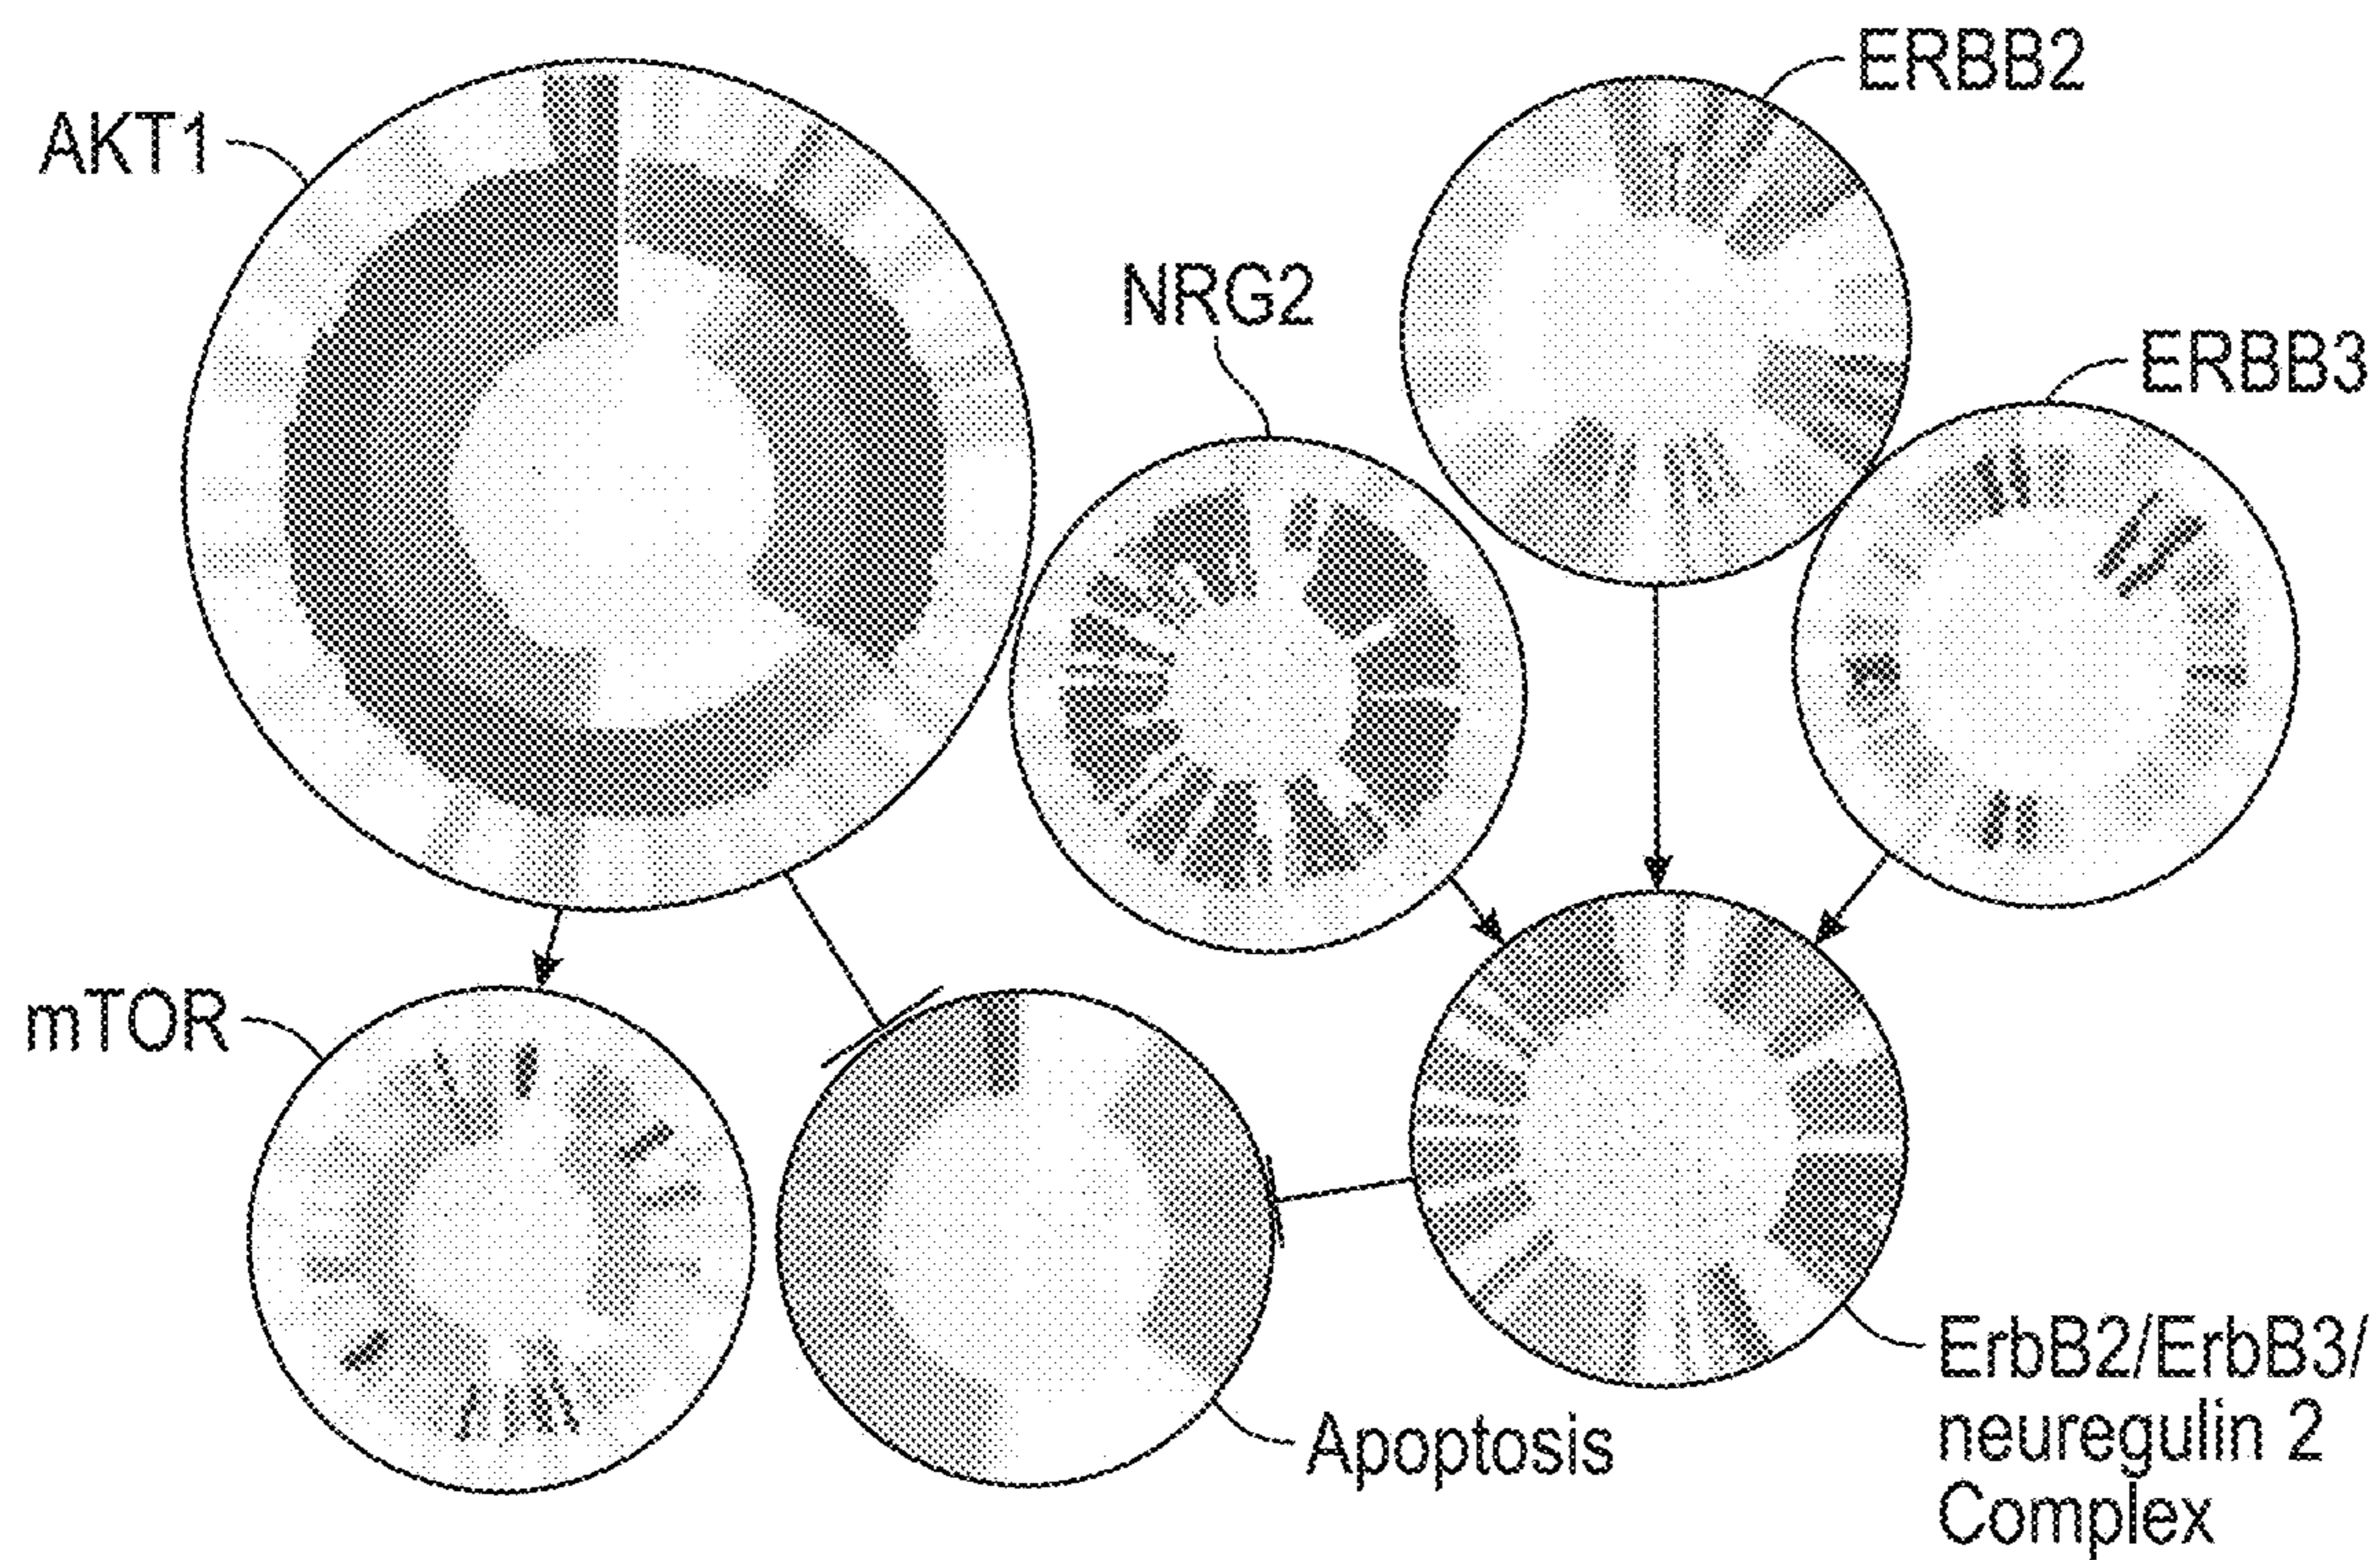 ERBB2
AKT1
NRG2
ERBB3
mTOR
Apoptosis
ErbB2/ErbB3/
neuregulin 2
Complex